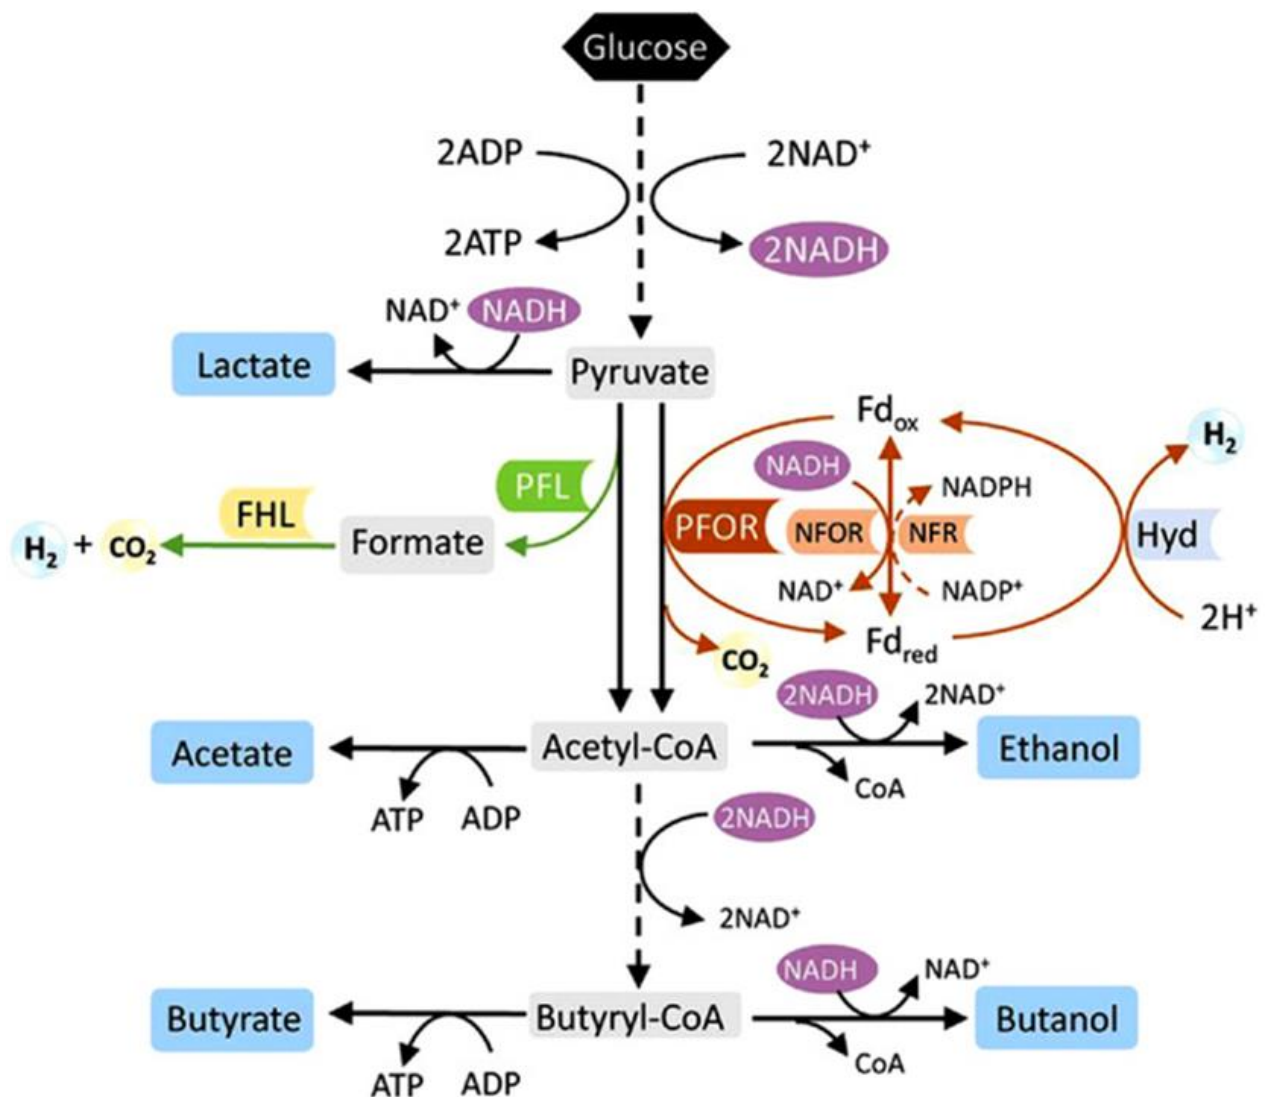 Glucose
2ADP
2NAD⁺
2ATP
2NADH
NAD⁺ NADH
Lactate
Pyruvate
Fdox
H₂
NADH
NADPH
PFL
FHL
PFOR
NFOR
NFR
Hyd
H₂ + CO₂
Formate
NAD⁺
NADP⁺
2H⁺
Fdred
CO₂
2NADH
2NAD⁺
Acetate
Acetyl-CoA
Ethanol
CoA
ATP
ADP
2NADH
2NAD⁺
NADH
NAD⁺
Butyrate
Butyryl-CoA
Butanol
CoA
ATP
ADP